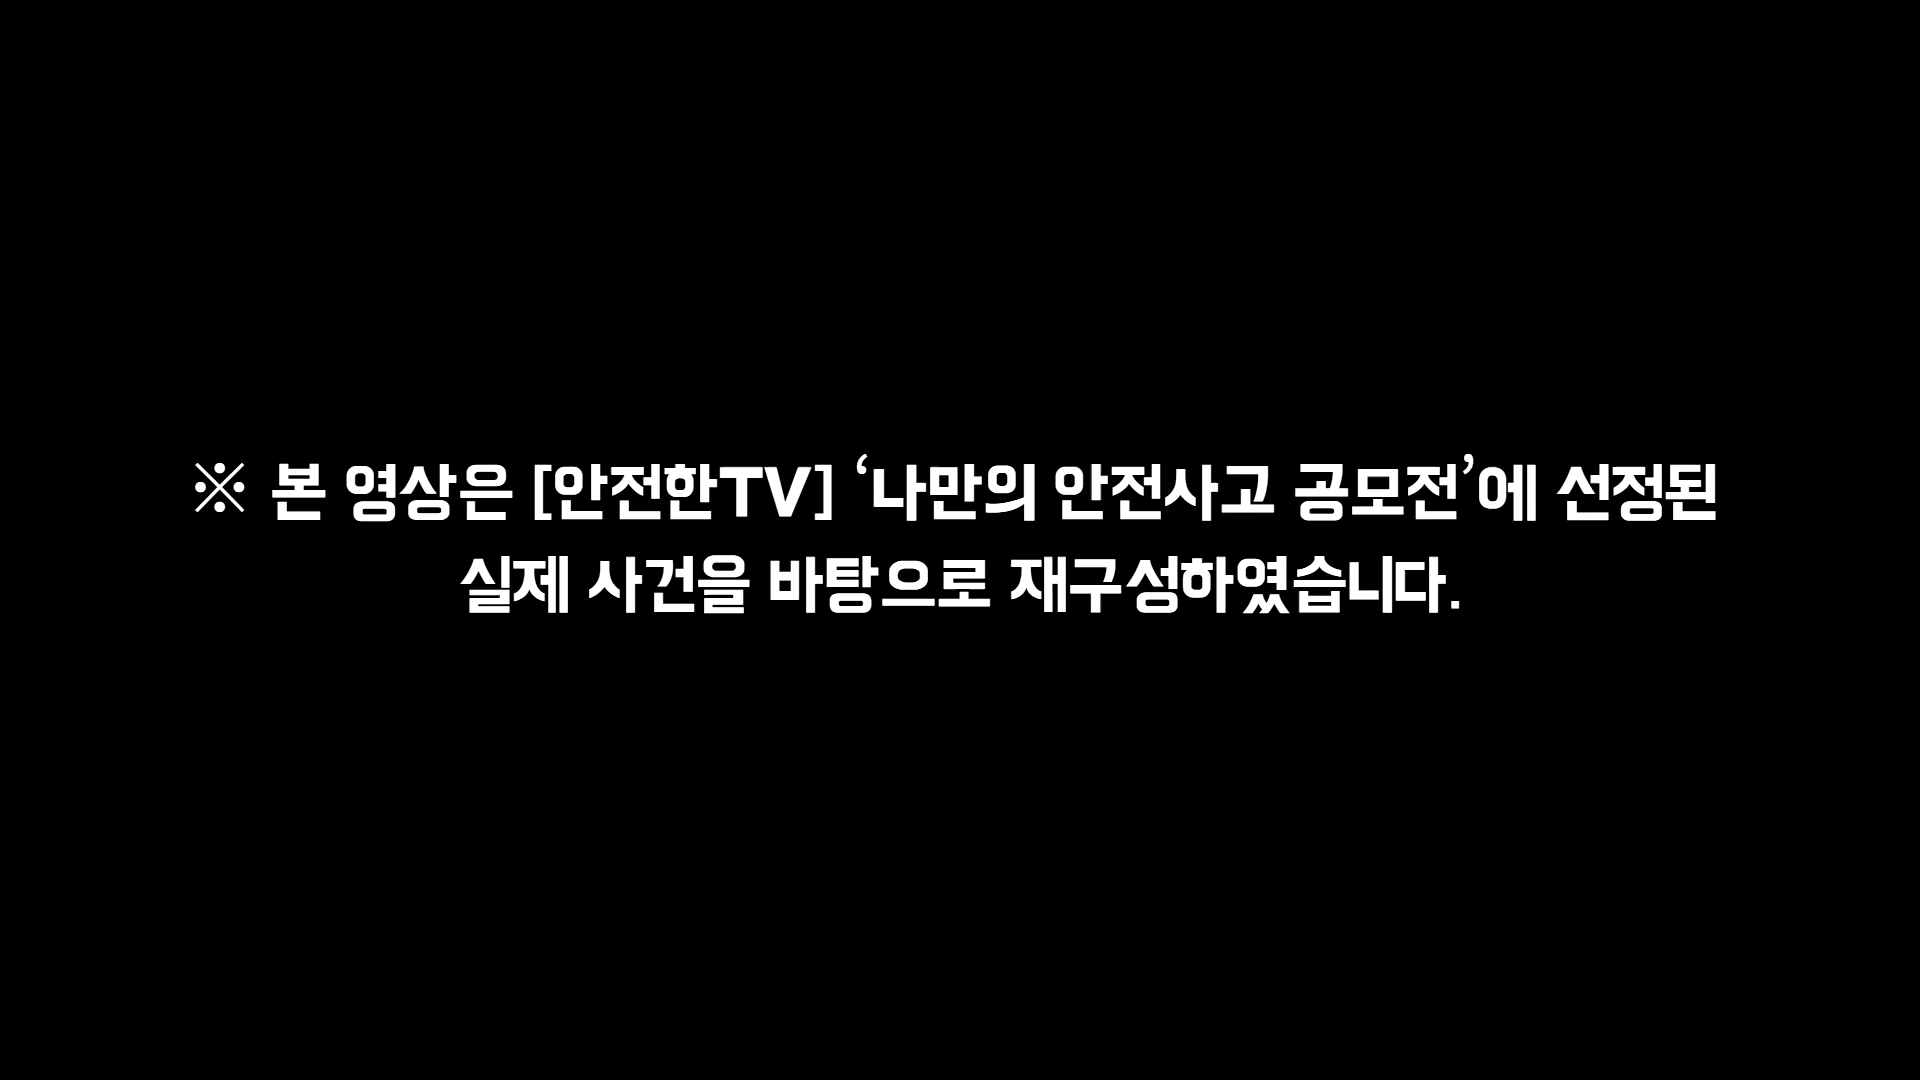 ※ 본 영상은 [안전한TV] ‘나만의 안전사고 공모전’에 선정된
실제 사건을 바탕으로 재구성하였습니다.